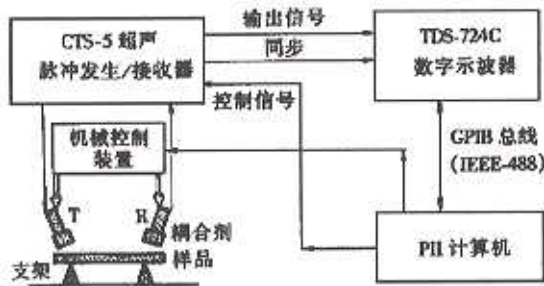 CTS-5 超声
脉冲发生/接收器
输出信号
同步
控制信号
TDS-724C
数字示波器
机械控制
装置
GPIB 总线
(IEEE-488)
T
R
耦合剂
样品
支架
PII 计算机